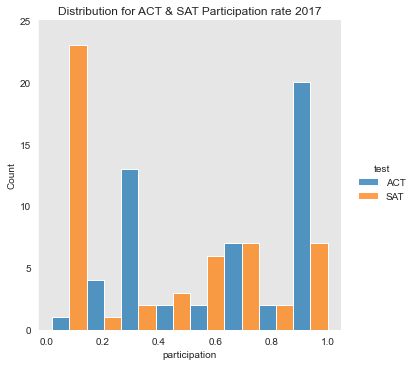 Distribution for ACT & SAT Participation rate 2017
25
20
15
10
5
0
Count
0.0 0.2 0.4 0.6 0.8 1.0
participation
test
ACT
SAT